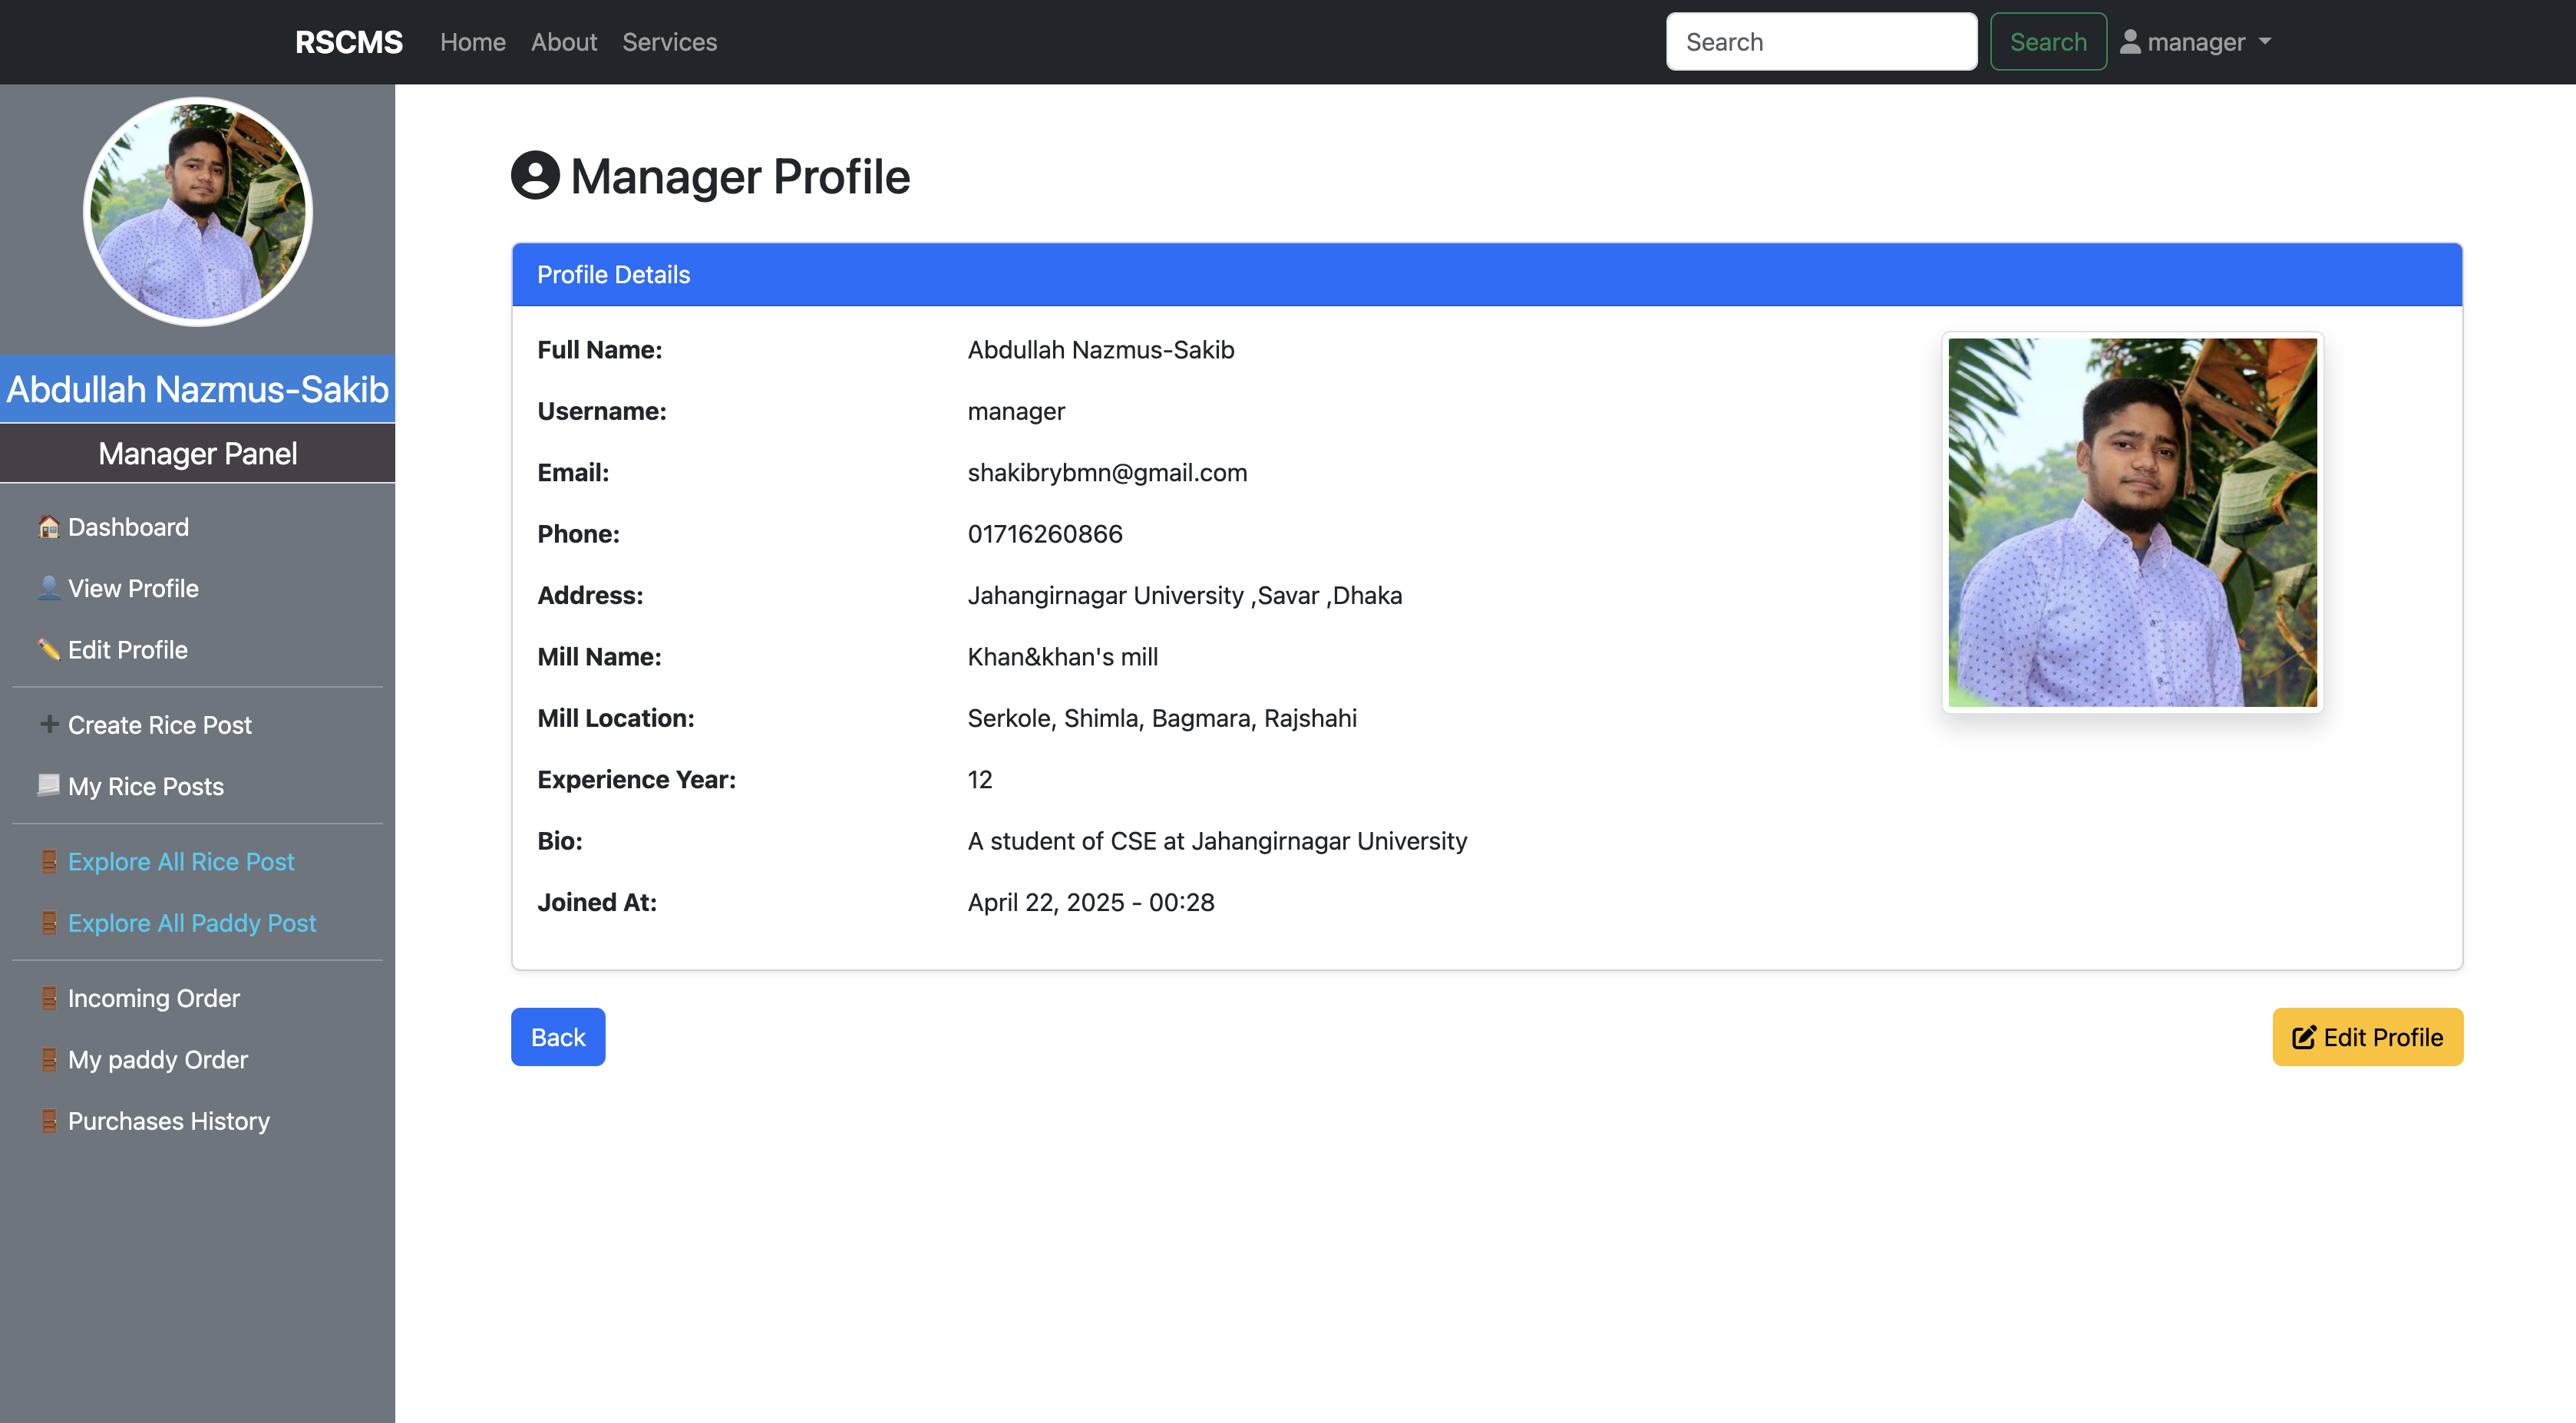 RSCMS Home About Services Search Search manager
Abdullah Nazmus-Sakib
Manager Panel
Dashboard
View Profile
Edit Profile
Create Rice Post
My Rice Posts
Explore All Rice Post
Explore All Paddy Post
Incoming Order
My paddy Order
Purchases History
Manager Profile
Profile Details
Full Name: Abdullah Nazmus-Sakib
Username: manager
Email: shakibrybmn@gmail.com
Phone: 01716260866
Address: Jahangirnagar University ,Savar ,Dhaka
Mill Name: Khan&khan's mill
Mill Location: Serkole, Shimla, Bagmara, Rajshahi
Experience Year: 12
Bio: A student of CSE at Jahangirnagar University
Joined At: April 22, 2025 - 00:28
Back Edit Profile